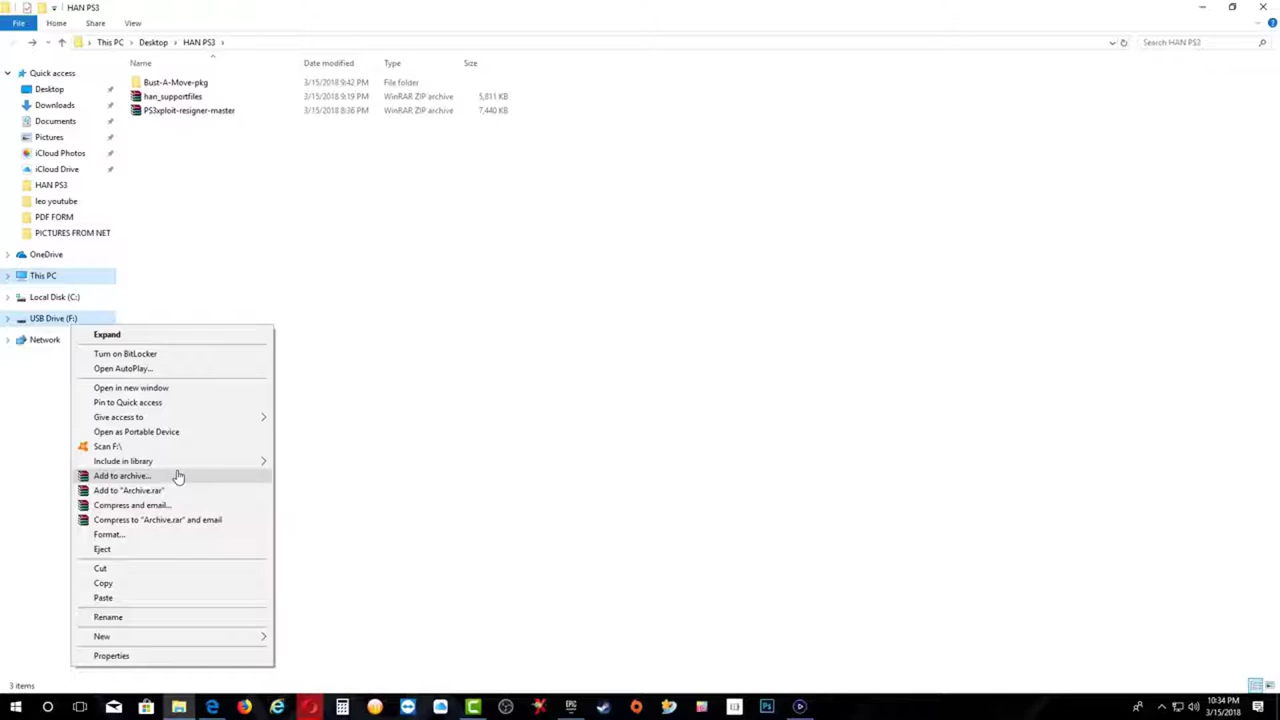 HAN PS3
File Home Share View
This PC Desktop HAN PS3
Search HAN PS3
Name Date modified Type Size
Bust-A-Move-pkg 3/15/2018 9:42 PM File folder
han_supportfiles 3/15/2018 9:19 PM WinRAR ZIP archive 5,811 KB
PS3xploit-resigner-master 3/15/2018 8:36 PM WinRAR ZIP archive 7,440 KB
Quick access
Desktop
Downloads
Documents
Pictures
iCloud Photos
iCloud Drive
HAN PS3
leo youtube
PDF FORM
PICTURES FROM NET
OneDrive
This PC
Local Disk (C:)
USB Drive (F:)
Network
Expand
Turn on BitLocker
Open AutoPlay...
Open in new window
Pin to Quick access
Give access to
Open as Portable Device
Scan F:\
Include in library
Add to archive...
Add to "Archive.rar"
Compress and email...
Compress to "Archive.rar" and email
Format...
Eject
Cut
Copy
Paste
Rename
New
Properties
3 items
10:34 PM
3/15/2018